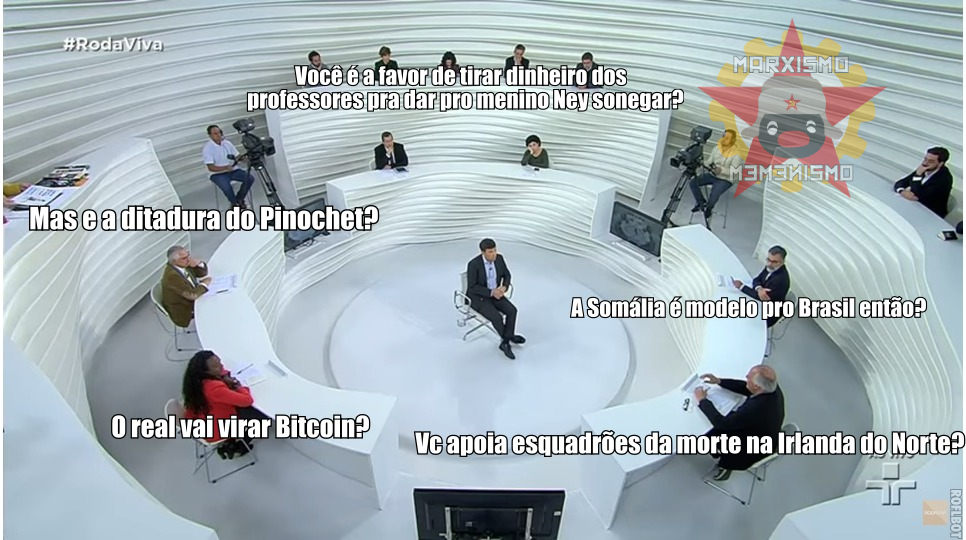 #RodaViva
MARXISMO
Você é a favor de tirar dinheiro dos
professores pra dar pro menino Ney sonegar?
MEMENISMO
Mas e a ditadura do Pinochet?
A Somália é modelo pro Brasil então?
O real vai virar Bitcoin?
Vc apoia esquadrões da morte na Irlanda do Norte?
ROFLBOT